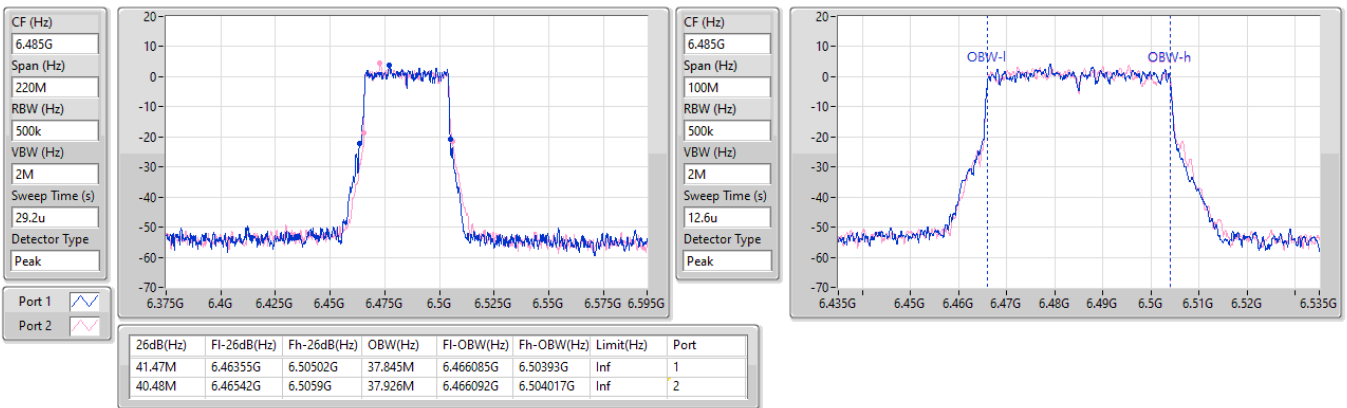 CF (Hz)
6.485G
Span (Hz)
220M
RBW (Hz)
500k
VBW (Hz)
2M
Sweep Time (s)
29.2u
Detector Type
Peak
Port 1
Port 2
20
10
0
-10
-20
-30
-40
-50
-60
-70
6.375G 6.4G 6.425G 6.45G 6.475G 6.5G 6.525G 6.55G 6.575G 6.595G
CF (Hz)
6.485G
Span (Hz)
100M
RBW (Hz)
500k
VBW (Hz)
2M
Sweep Time (s)
12.6u
Detector Type
Peak
20
10
0
-10
-20
-30
-40
-50
-60
-70
OBW-l OBW-h
6.435G 6.45G 6.46G 6.47G 6.48G 6.49G 6.5G 6.51G 6.52G 6.535G
26dB(Hz) Fl-26dB(Hz) Fh-26dB(Hz) OBW(Hz) Fl-OBW(Hz) Fh-OBW(Hz) Limit(Hz) Port
41.47M 6.46355G 6.50502G 37.845M 6.466085G 6.50393G Inf 1
40.48M 6.46542G 6.5059G 37.926M 6.466092G 6.504017G Inf 2